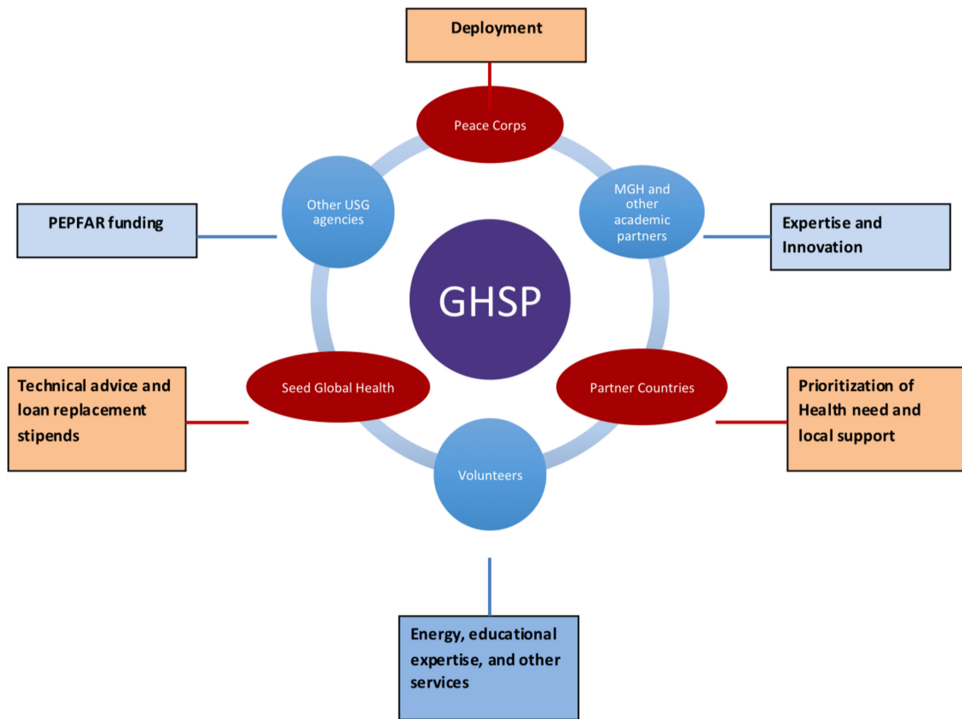 Deployment
Peace Corps
Other USG
agencies
MGH and
other
academic
partners
PEPFAR funding
Expertise and
Innovation
GHSP
Technical advice and
loan replacement
stipends
Seed Global Health
Partner Countries
Prioritization of
Health need and
local support
Volunteers
Energy, educational
expertise, and other
services